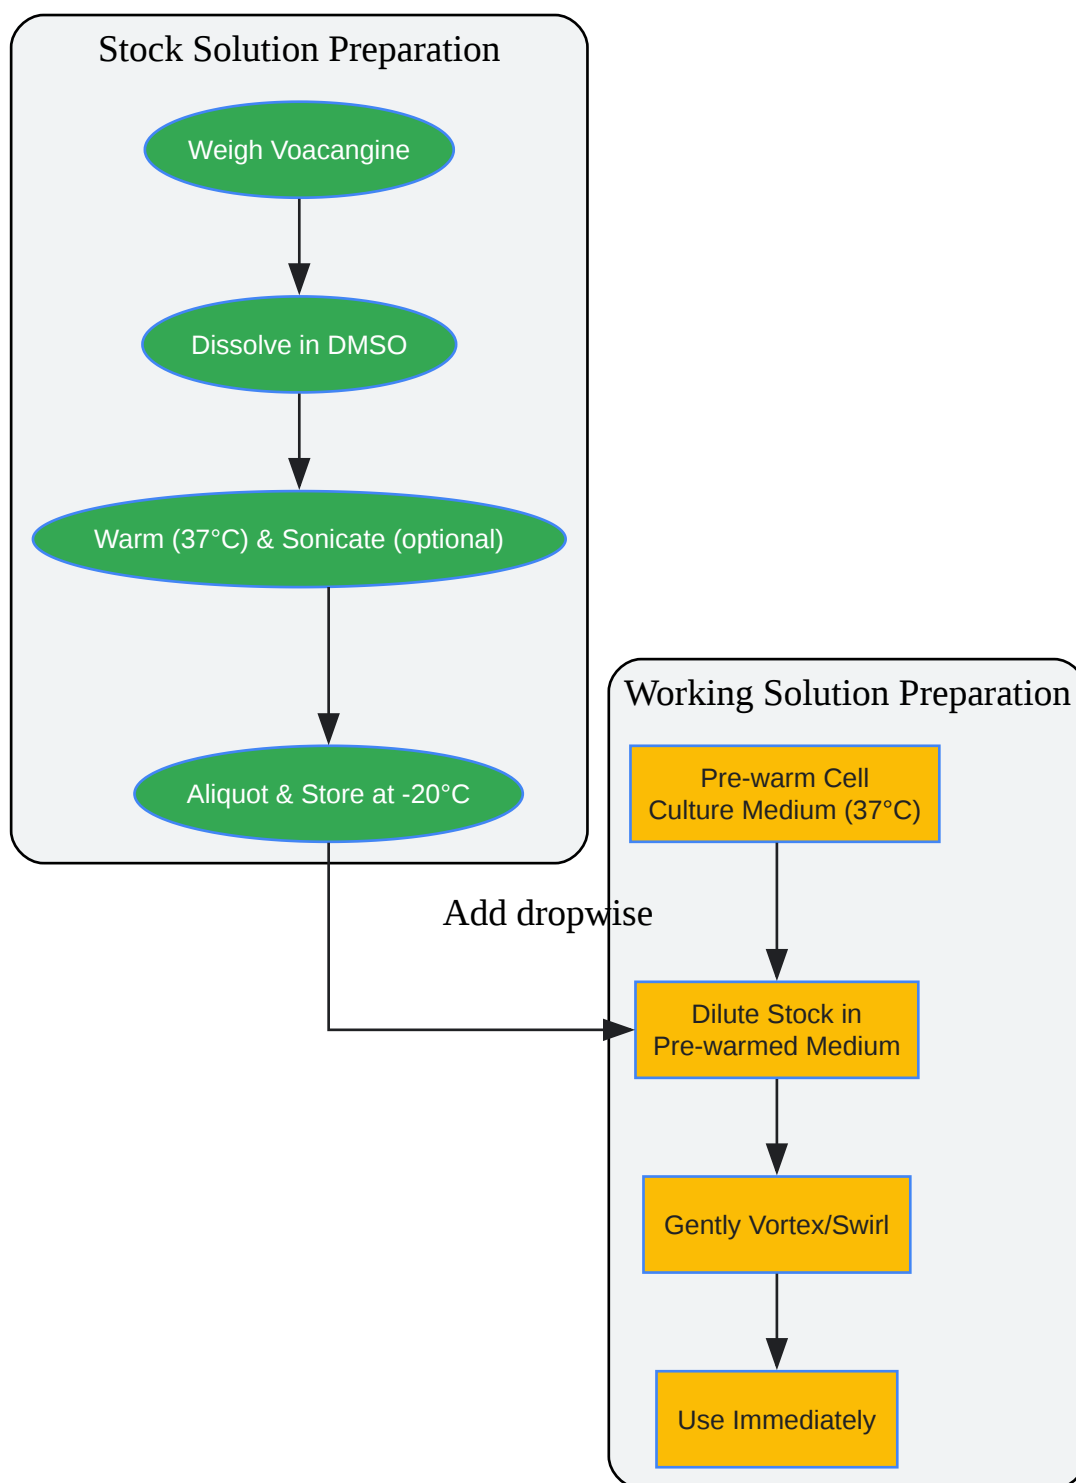 Stock Solution Preparation
Weigh Voacangine
Dissolve in DMSO
Warm (37°C) & Sonicate (optional)
Aliquot & Store at -20°C
Add dropwise
Working Solution Preparation
Pre-warm Cell
Culture Medium (37°C)
Dilute Stock in
Pre-warmed Medium
Gently Vortex/Swirl
Use Immediately